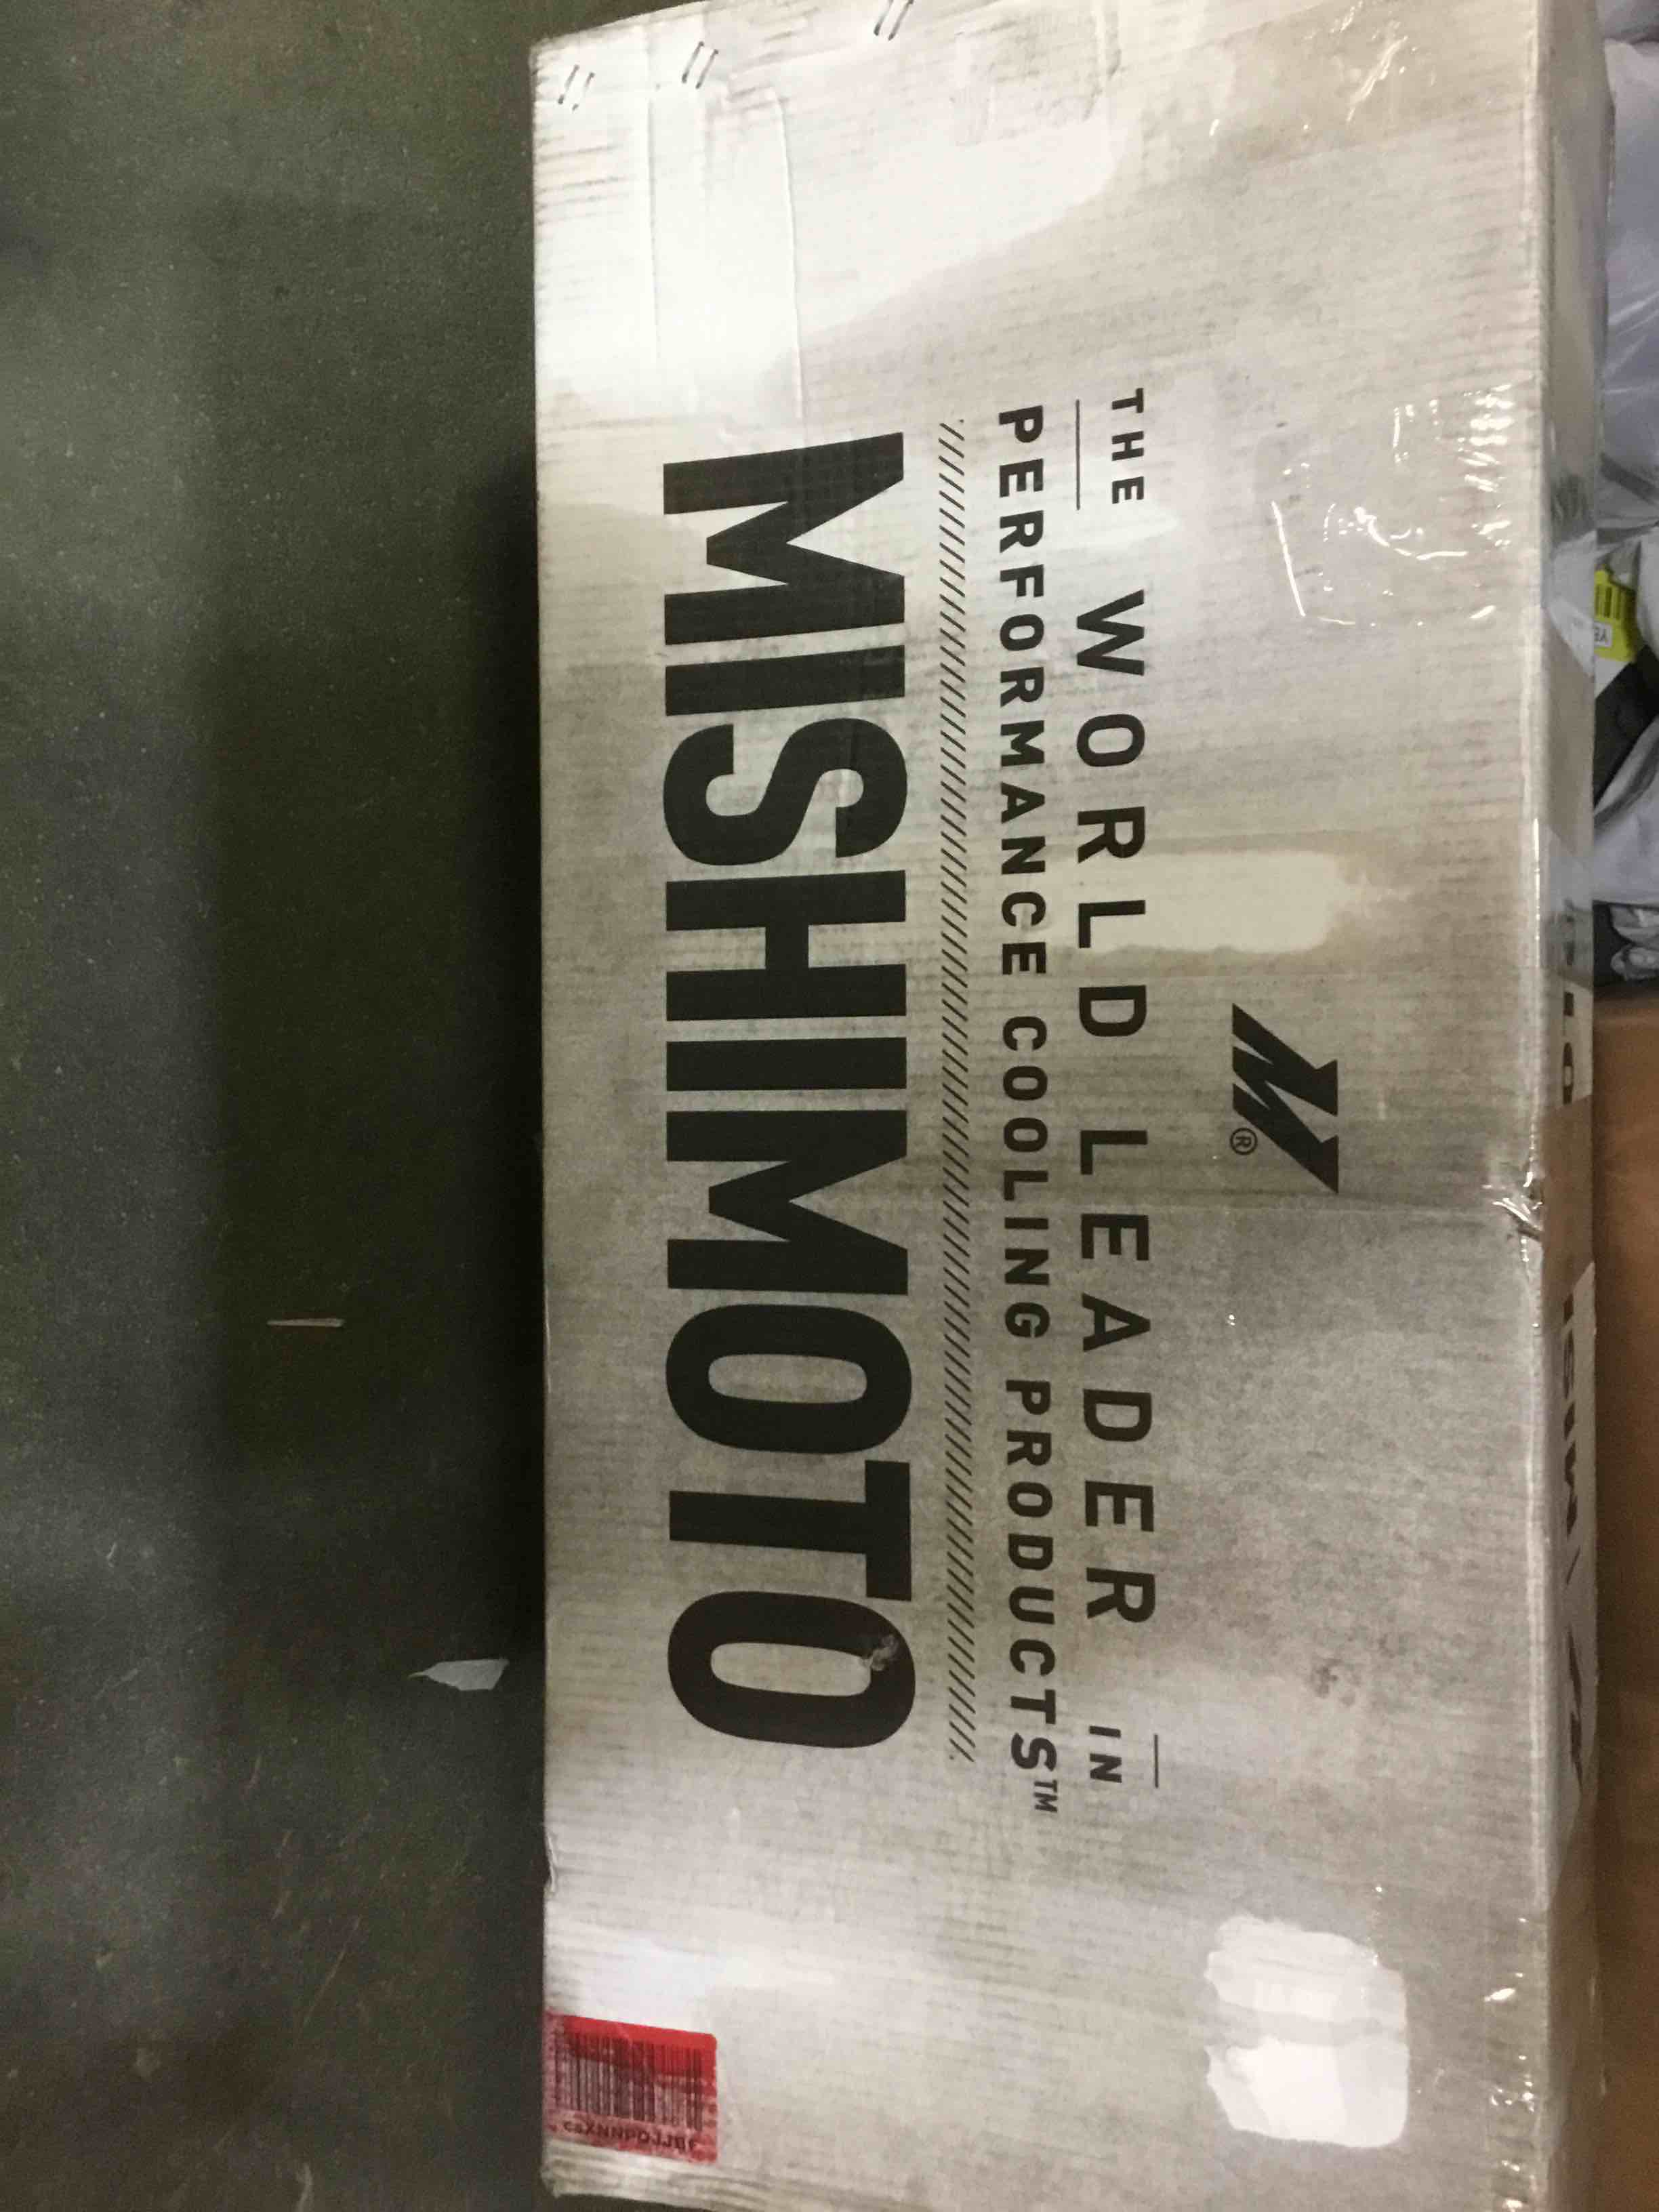 M®
THE WORLD LEADER IN
PERFORMANCE COOLING PRODUCTS™
MISHIMOTO